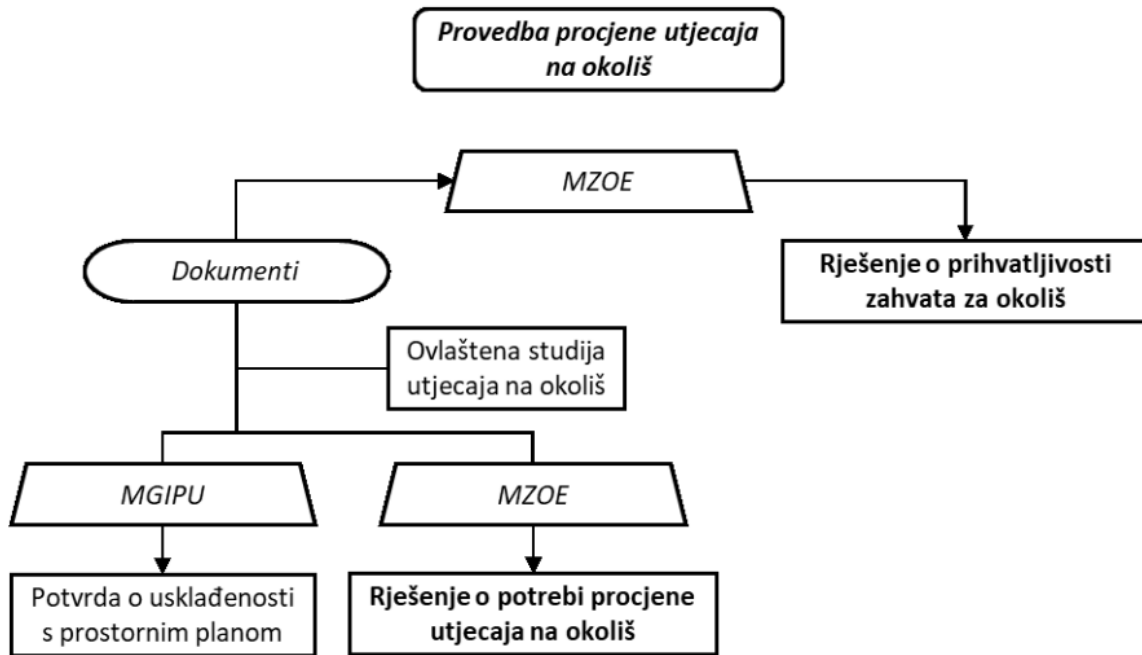 Provedba procjene utjecaja
na okoliš
MZOE
Dokumenti
Rješenje o prihvatljivosti
zahvata za okoliš
Ovlaštena studija
utjecaja na okoliš
MGIPU
MZOE
Potvrda o usklađenosti
s prostornim planom
Rješenje o potrebi procjene
utjecaja na okoliš